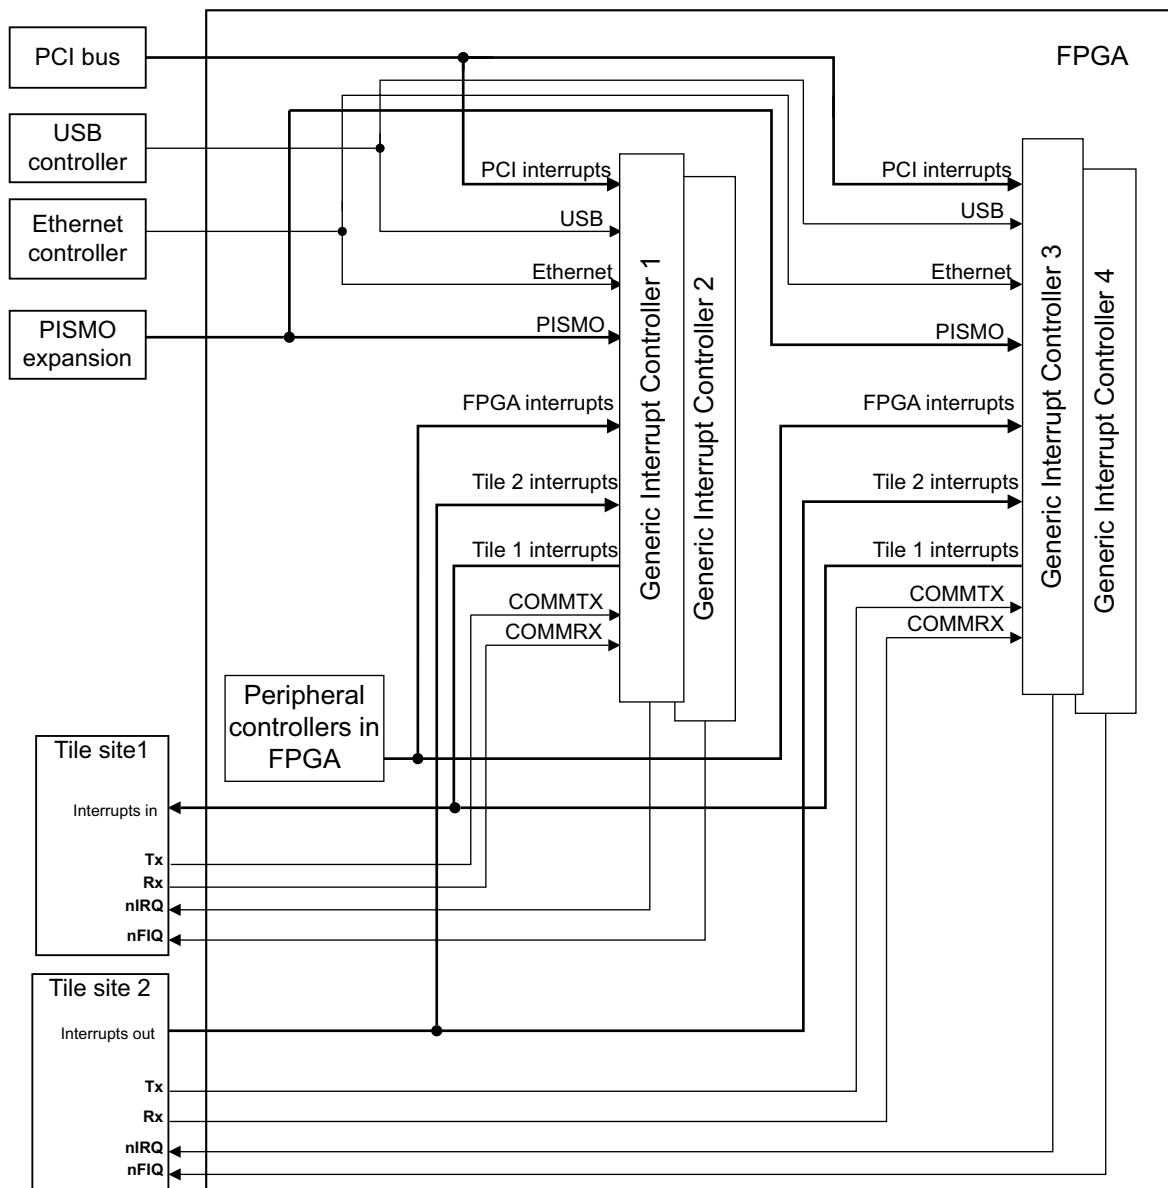 FPGA
PCI bus
USB
controller
Ethernet
controller
PISMO
expansion
PCI interrupts
USB
Ethernet
PISMO
FPGA interrupts
Tile 2 interrupts
Tile 1 interrupts
COMMTX
COMMRX
Generic Interrupt Controller 1
Generic Interrupt Controller 2
PCI interrupts
USB
Ethernet
PISMO
FPGA interrupts
Tile 2 interrupts
Tile 1 interrupts
COMMTX
COMMRX
Generic Interrupt Controller 3
Generic Interrupt Controller 4
Peripheral
controllers in
FPGA
Tile site1
Interrupts in
Tx
Rx
nIRQ
nFIQ
Tile site 2
Interrupts out
Tx
Rx
nIRQ
nFIQ